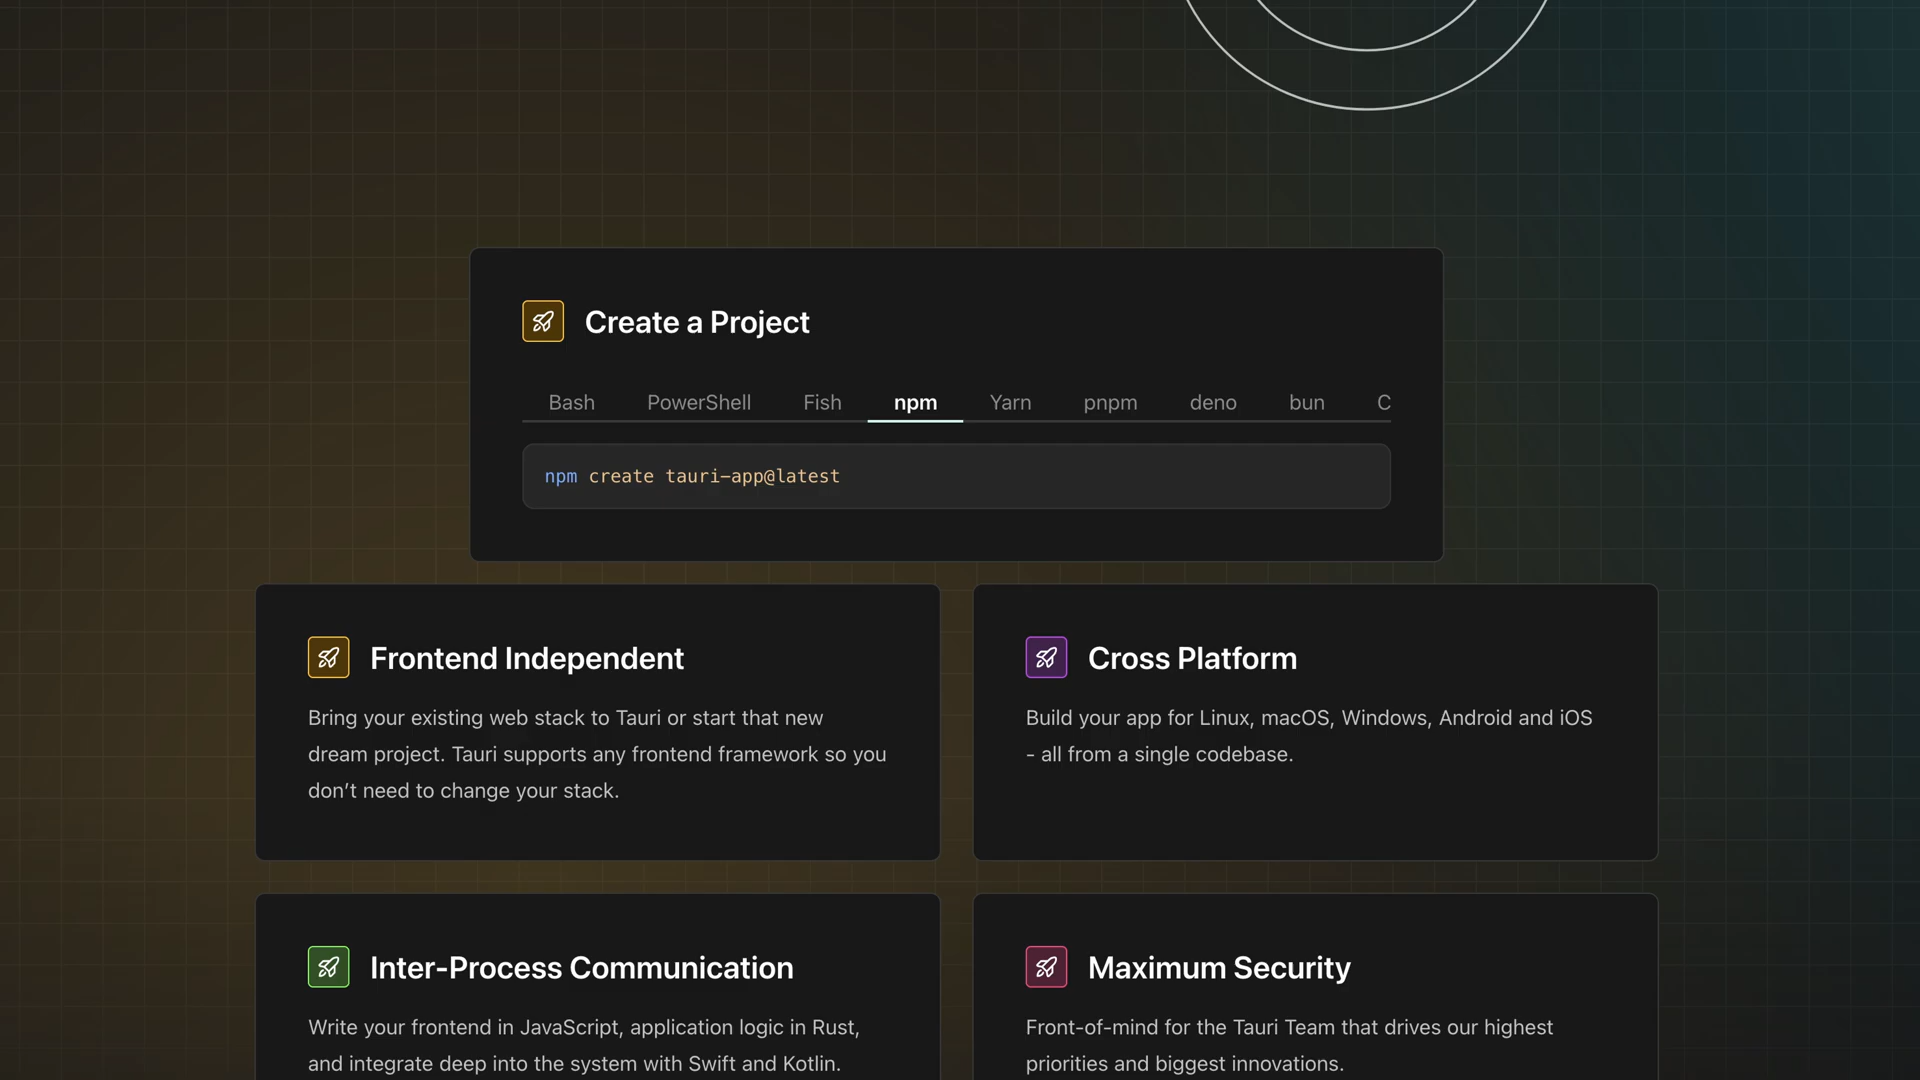 Create a Project
Bash PowerShell Fish npm Yarn pnpm deno bun C
npm create tauri-app@latest
Frontend Independent
Bring your existing web stack to Tauri or start that new
dream project. Tauri supports any frontend framework so you
don’t need to change your stack.
Cross Platform
Build your app for Linux, macOS, Windows, Android and iOS
- all from a single codebase.
Inter-Process Communication
Write your frontend in JavaScript, application logic in Rust,
and integrate deep into the system with Swift and Kotlin.
Maximum Security
Front-of-mind for the Tauri Team that drives our highest
priorities and biggest innovations.